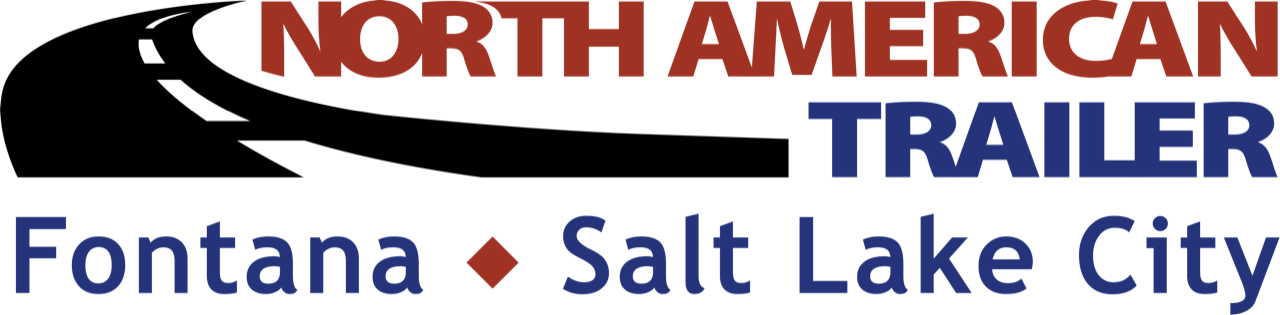 NORTH AMERICAN
TRAILER
Fontana ◆ Salt Lake City